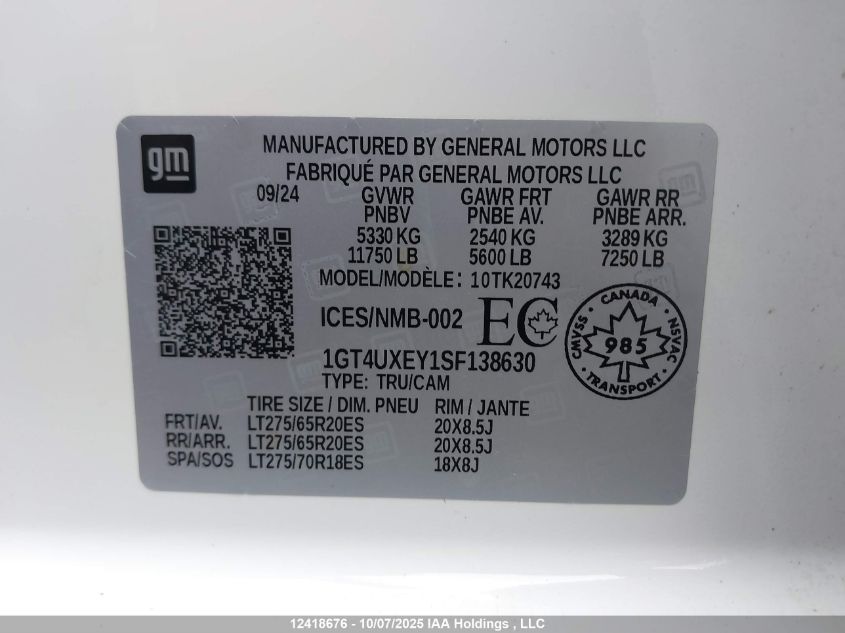 gm
MANUFACTURED BY GENERAL MOTORS LLC
FABRIQUÉ PAR GENERAL MOTORS LLC
09/24 GVWR GAWR FRT GAWR RR
PNBV PNBE AV. PNBE ARR.
5330 KG 2540 KG 3289 KG
11750 LB 5600 LB 7250 LB
MODEL/MODÈLE: 10TK20743
ICES/NMB-002 EC
CANADA
CMVSS 985 NSVAC
TRANSPORT
1GT4UXEY1SF138630
TYPE: TRU/CAM
TIRE SIZE / DIM. PNEU RIM / JANTE
FRT/AV. LT275/65R20ES 20X8.5J
RR/ARR. LT275/65R20ES 20X8.5J
SPA/SOS LT275/70R18ES 18X8J
12418676 - 10/07/2025 IAA Holdings , LLC